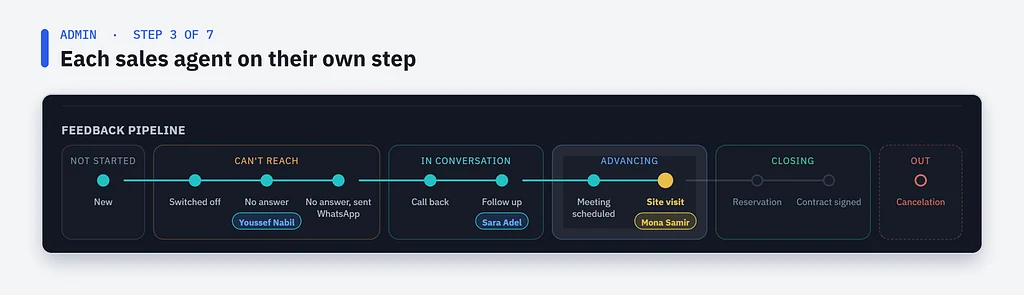 ADMIN · STEP 3 OF 7
Each sales agent on their own step
FEEDBACK PIPELINE
NOT STARTED
New
CAN'T REACH
Switched off
No answer
Youssef Nabil
No answer, sent
WhatsApp
IN CONVERSATION
Call back
Follow up
Sara Adel
ADVANCING
Meeting
scheduled
Site visit
Mona Samir
CLOSING
Reservation
Contract signed
OUT
Cancelation